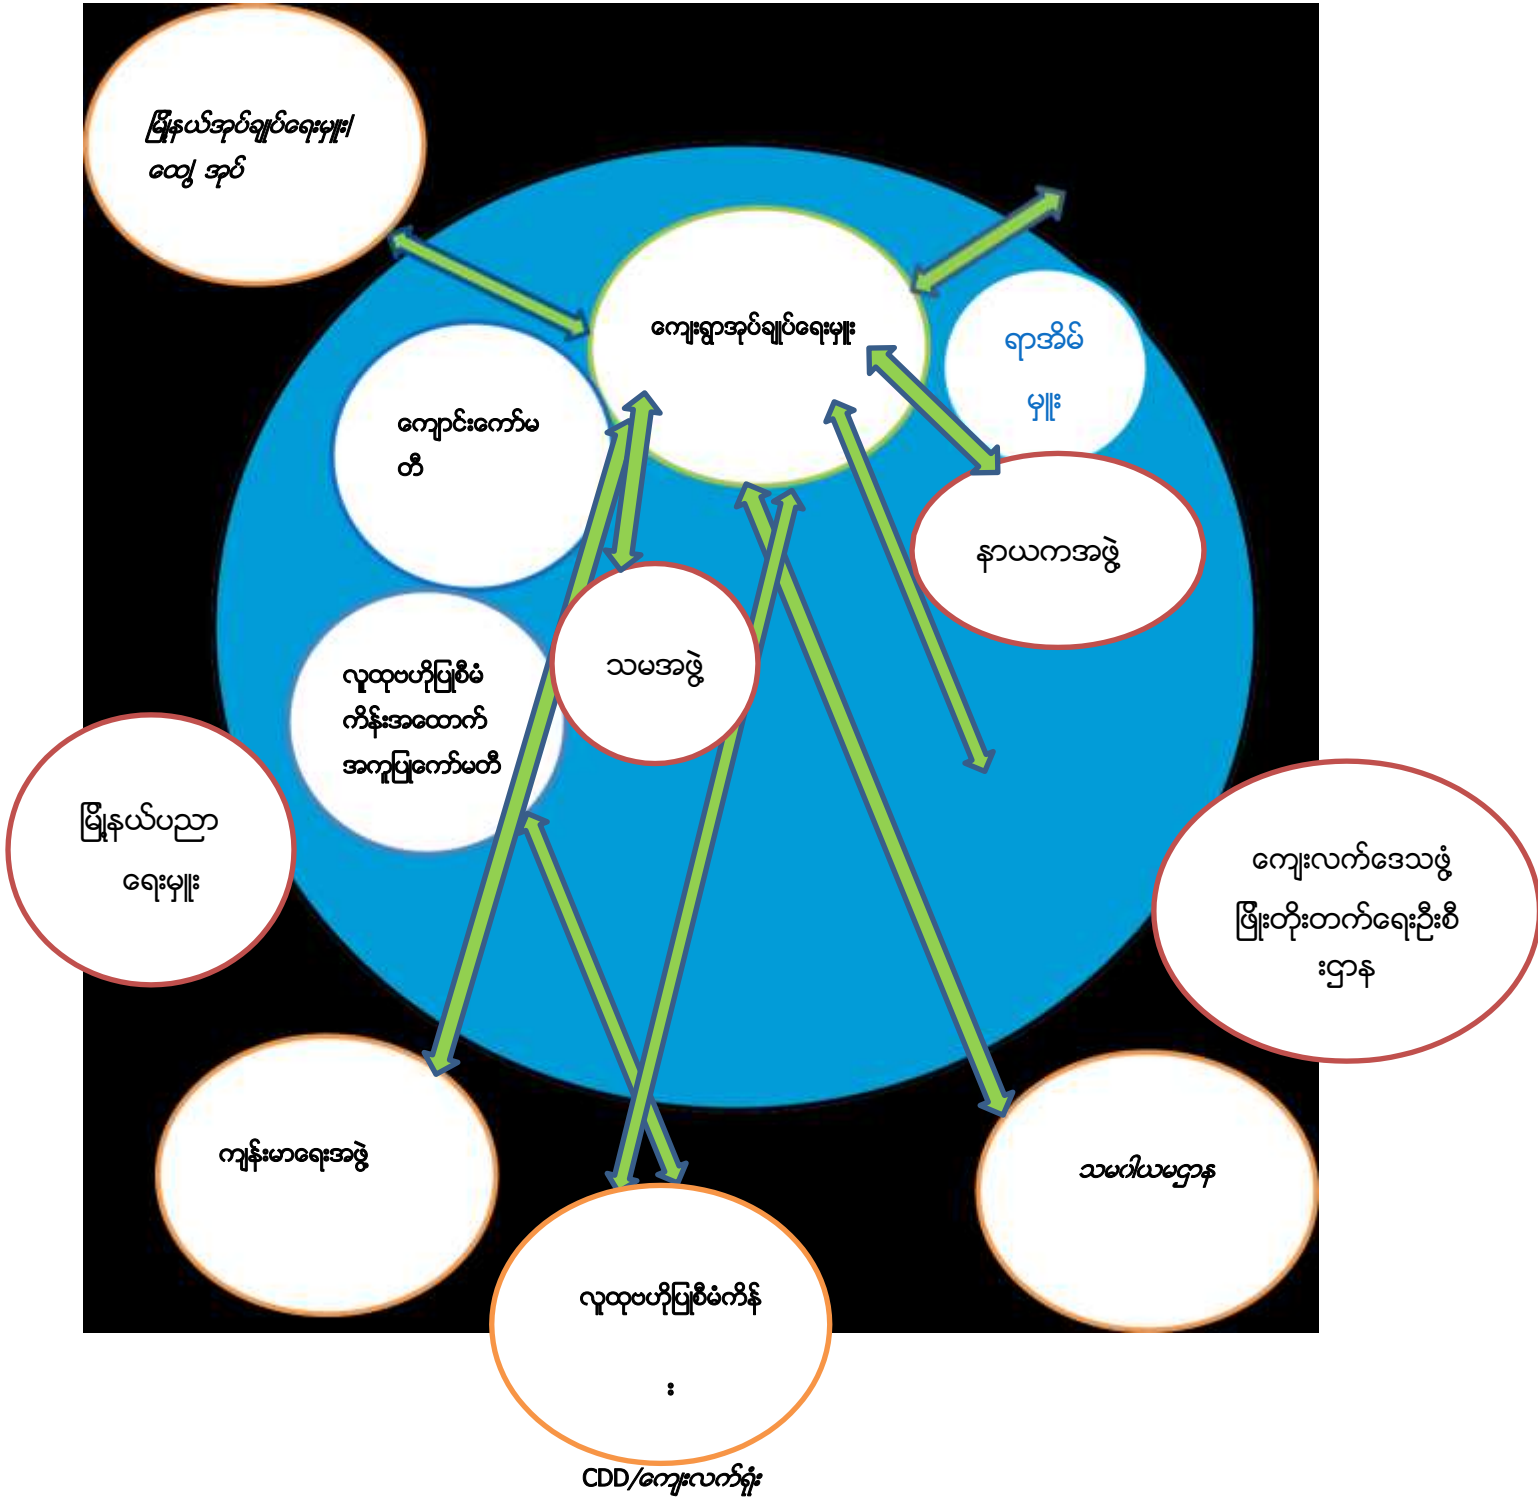 မြို့နယ်အုပ်ချုပ်ရေးမှူး/
ထွေ/ အုပ်
ကျေးရွာအုပ်ချုပ်ရေးမှူး
ရာအိမ်
မှူး
ကျောင်းကော်မ
တီ
နာယကအဖွဲ့
သမအဖွဲ့
လူထုဗဟိုပြုစီမံ
ကိန်းအထောက်
အကူပြုကော်မတီ
မြို့နယ်ပညာ
ရေးမှူး
ကျေးလက်ဒေသဖွံ့
ဖြိုးတိုးတက်ရေးဦးစီ
းဌာန
ကျန်းမာရေးအဖွဲ့
သမဂါယမဌာန
လူထုဗဟိုပြုစီမံကိန်
း
CDD/ကျေးလက်ရုံး